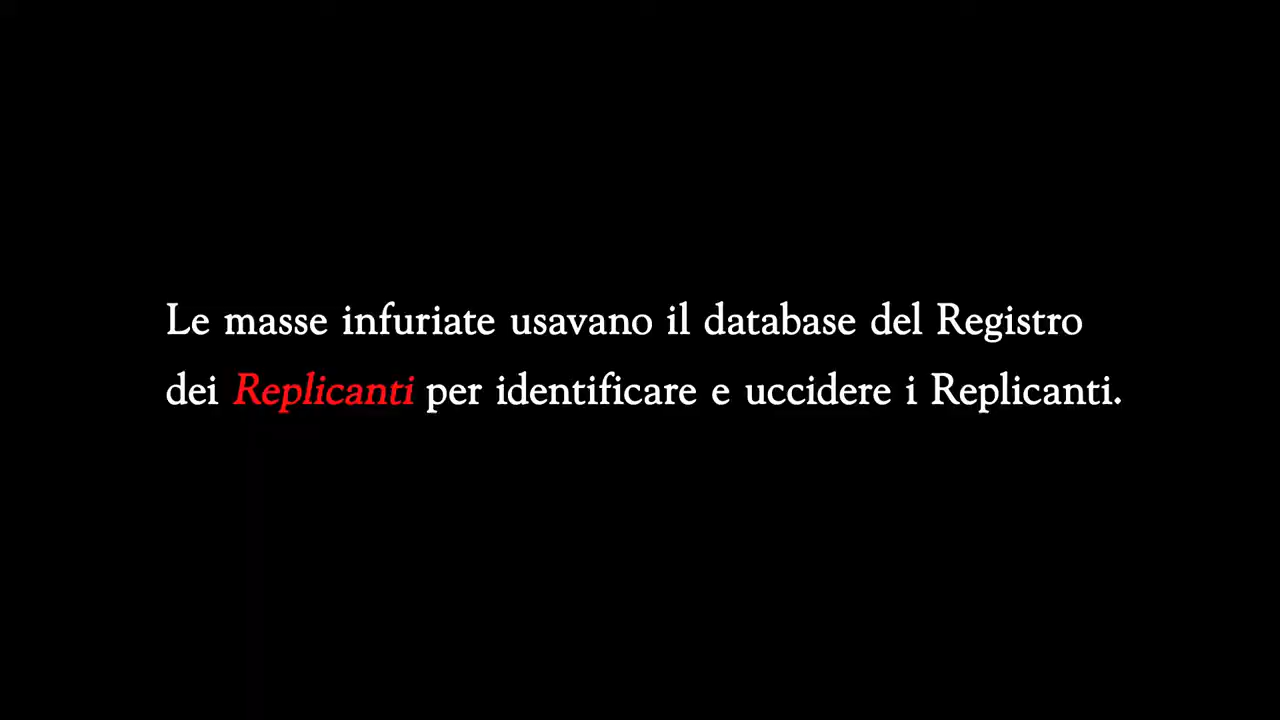 Le masse infuriate usavano il database del Registro
dei Replicanti per identificare e uccidere i Replicanti.